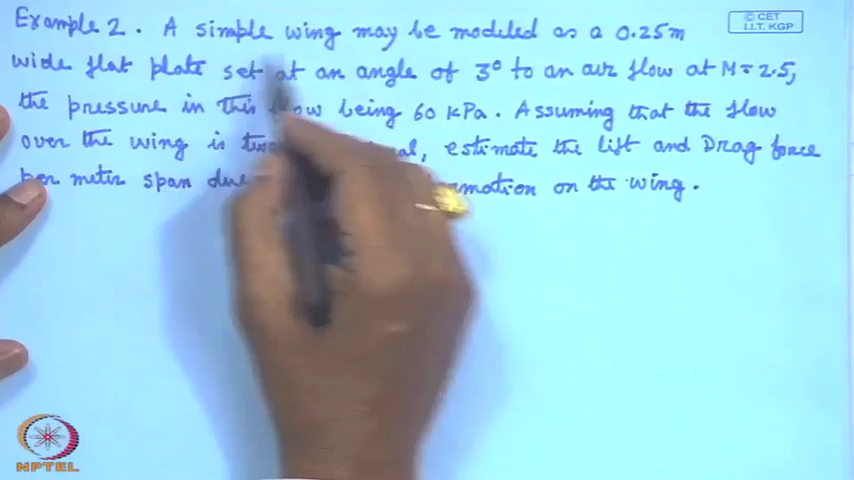 Example 2. A simple wing may be modeled as a 0.25m
wide flat plate set at an angle of 3° to an air flow at M = 2.5,
the pressure in this flow being 60 kPa. Assuming that the flow
over the wing is al, estimate the lift and Drag force
per meter span due on the wing.
© CET
I.I.T. KGP
NPTEL